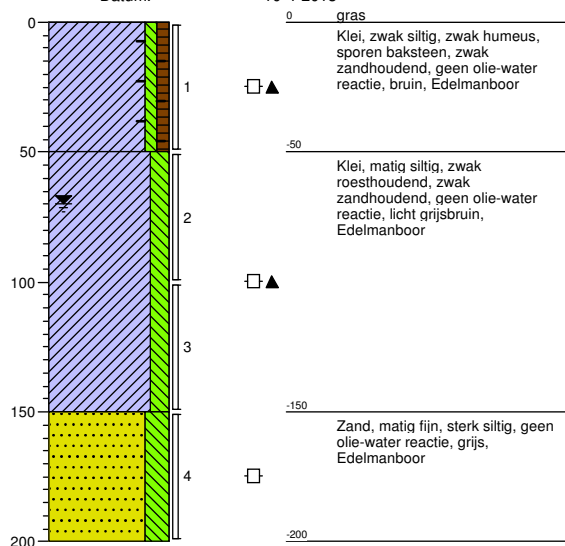 0
50
100
150
200
1
2
3
4
0
gras
Klei, zwak siltig, zwak humeus,
sporen baksteen, zwak
zandhoudend, geen olie-water
reactie, bruin, Edelmanboor
-50
Klei, matig siltig, zwak
roesthoudend, zwak
zandhoudend, geen olie-water
reactie, licht grijsbruin,
Edelmanboor
-150
Zand, matig fijn, sterk siltig, geen
olie-water reactie, grijs,
Edelmanboor
-200